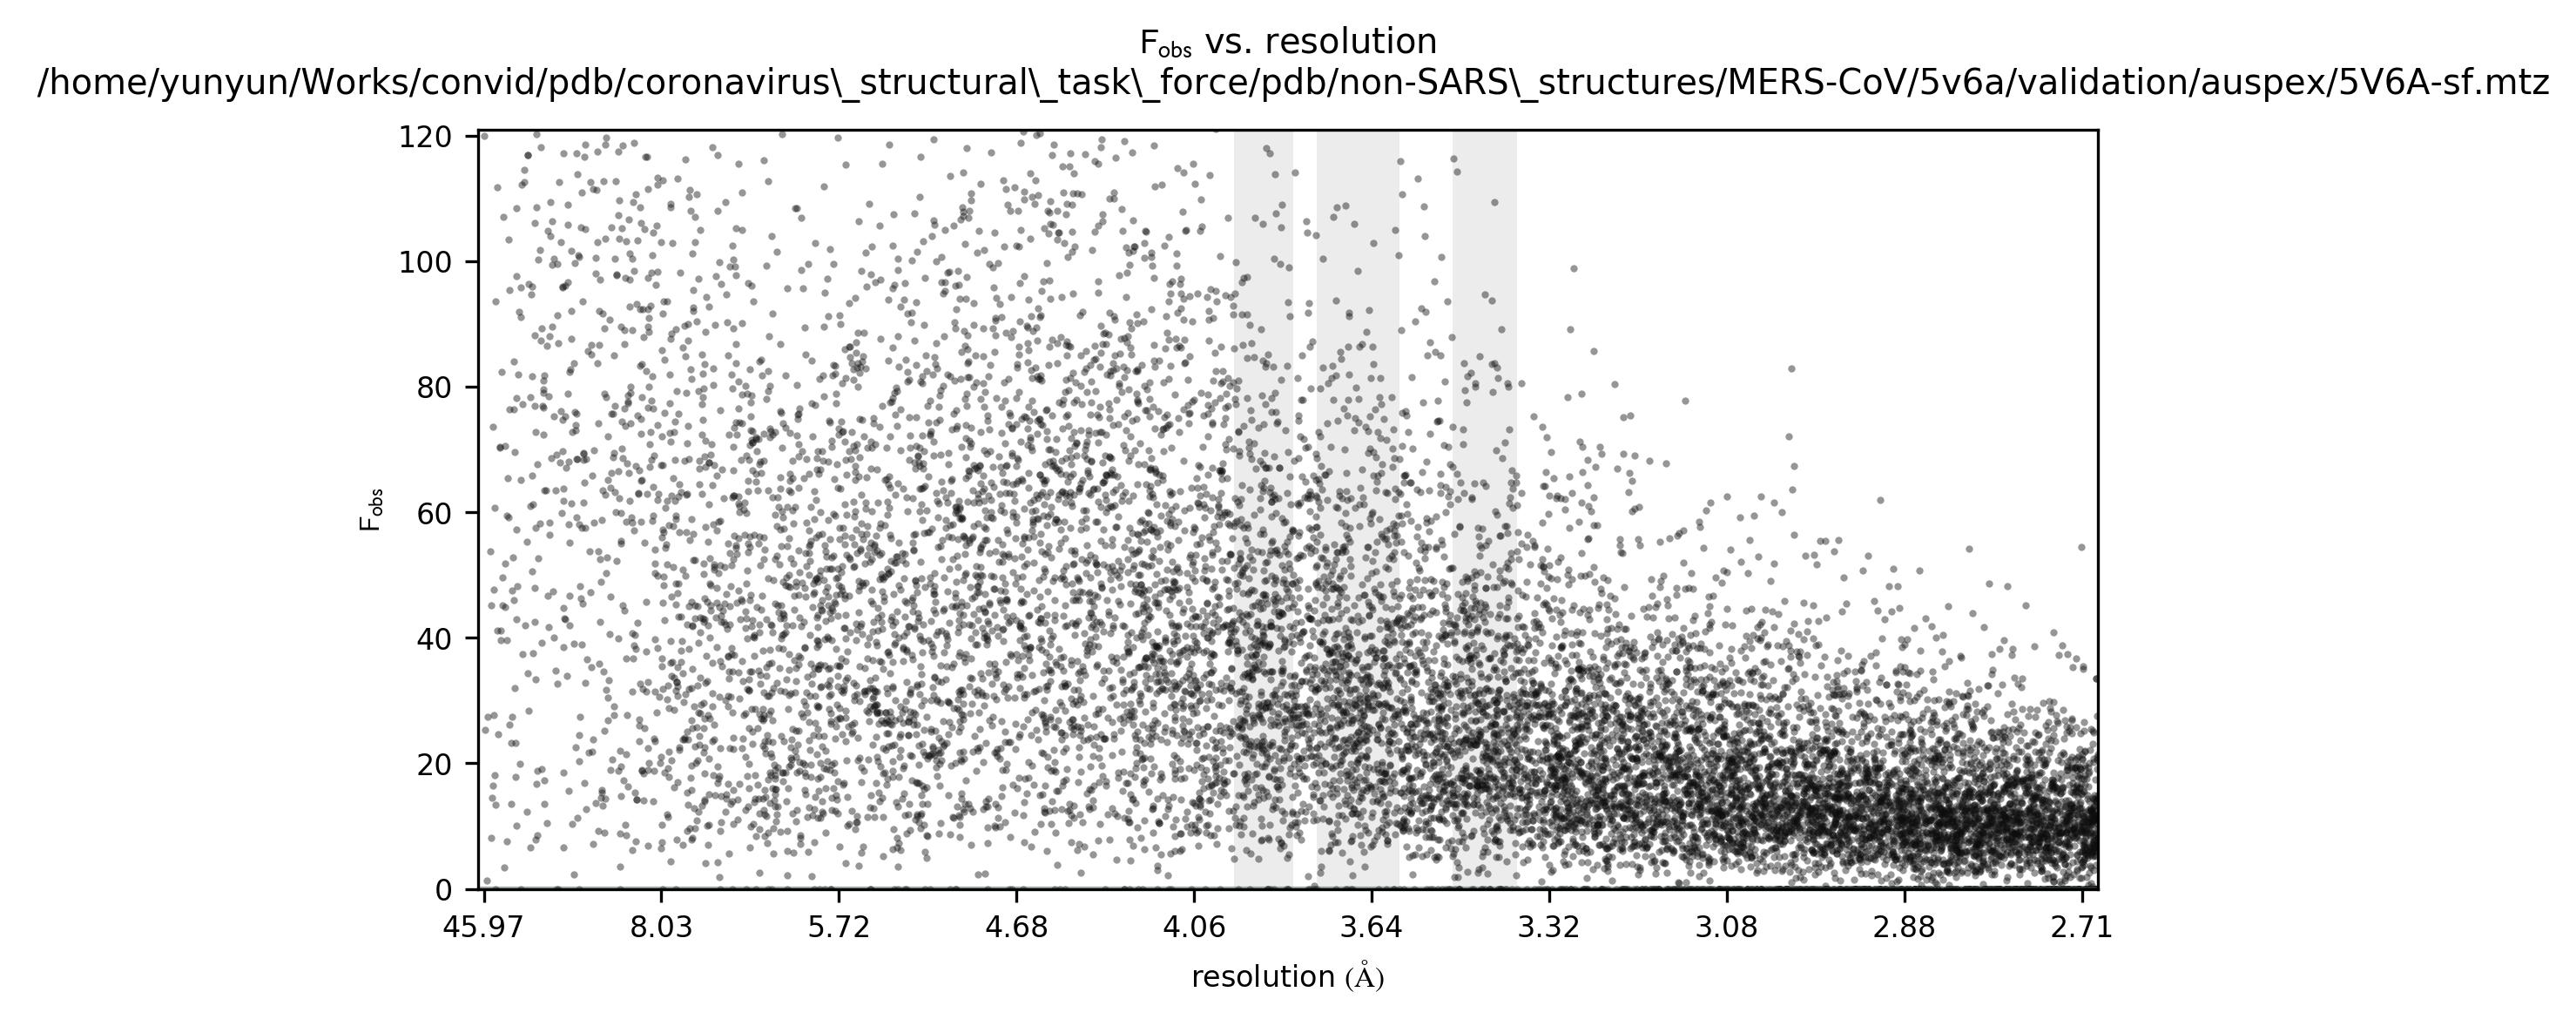 F_obs vs. resolution
/home/yunyun/Works/convid/pdb/coronavirus\_structural\_task\_force/pdb/non-SARS\_structures/MERS-CoV/5v6a/validation/auspex/5V6A-sf.mtz
120
100
80
60
40
20
0
F_obs
45.97 8.03 5.72 4.68 4.06 3.64 3.32 3.08 2.88 2.71
resolution (Å)